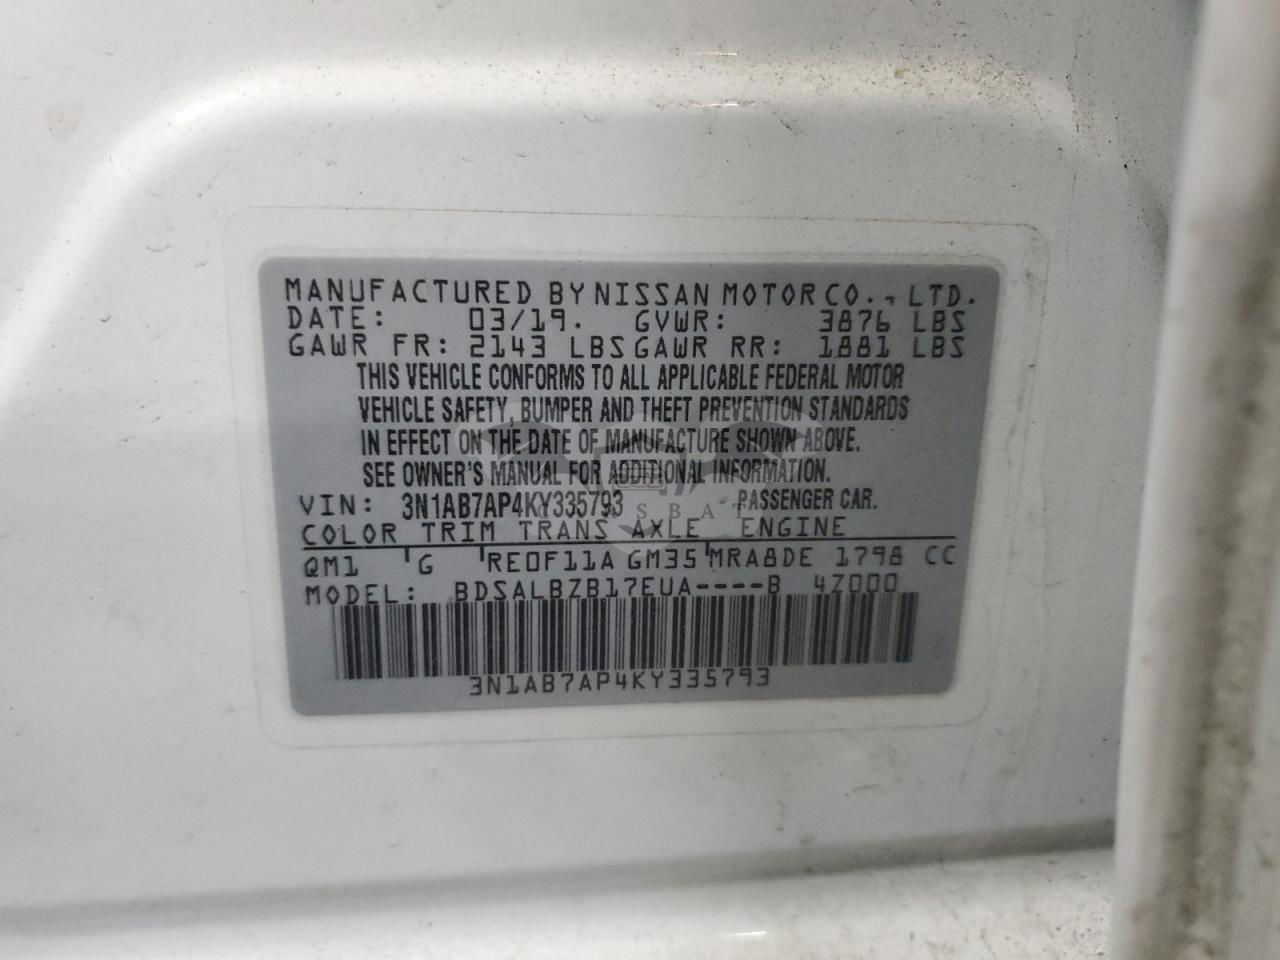 MANUFACTURED BY NISSAN MOTOR CO., LTD.
DATE: 03/19. GVWR: 3876 LBS
GAWR FR: 2143 LBS GAWR RR: 1881 LBS
THIS VEHICLE CONFORMS TO ALL APPLICABLE FEDERAL MOTOR
VEHICLE SAFETY, BUMPER AND THEFT PREVENTION STANDARDS
IN EFFECT ON THE DATE OF MANUFACTURE SHOWN ABOVE.
SEE OWNER'S MANUAL FOR ADDITIONAL INFORMATION.
VIN: 3N1AB7AP4KY335793 PASSENGER CAR.
SBAT
COLOR TRIM TRANS AXLE ENGINE
QM1 G RE0F11A GM35 MRA8DE 1798 CC
MODEL: BDSALBZB17EUA----B 4Z000
3N1AB7AP4KY335793